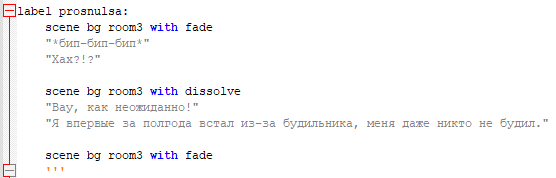 label prosnulsa:
scene bg room3 with fade
"*бип-бип-бип*"
"Хах?!?"
scene bg room3 with dissolve
"Вау, как неожиданно!"
"Я впервые за полгода встал из-за будильника, меня даже никто не будил."
scene bg room3 with fade
'''